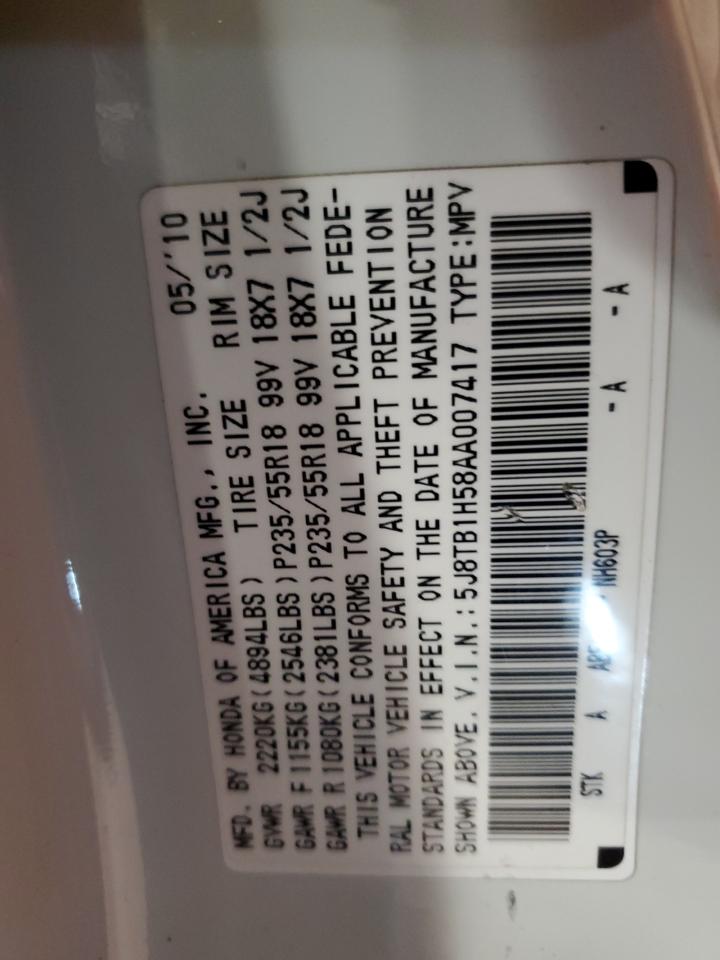 MFD. BY HONDA OF AMERICA MFG., INC. 05/'10
GVWR 2220KG(4894LBS) TIRE SIZE RIM SIZE
GAWR F 1155KG(2546LBS)P235/55R18 99V 18X7 1/2J
GAWR R 1080KG(2381LBS)P235/55R18 99V 18X7 1/2J
THIS VEHICLE CONFORMS TO ALL APPLICABLE FEDE-
RAL MOTOR VEHICLE SAFETY AND THEFT PREVENTION
STANDARDS IN EFFECT ON THE DATE OF MANUFACTURE
SHOWN ABOVE. V.I.N.:5J8TB1H58AA007417 TYPE:MPV
STK A NH603P -A -A